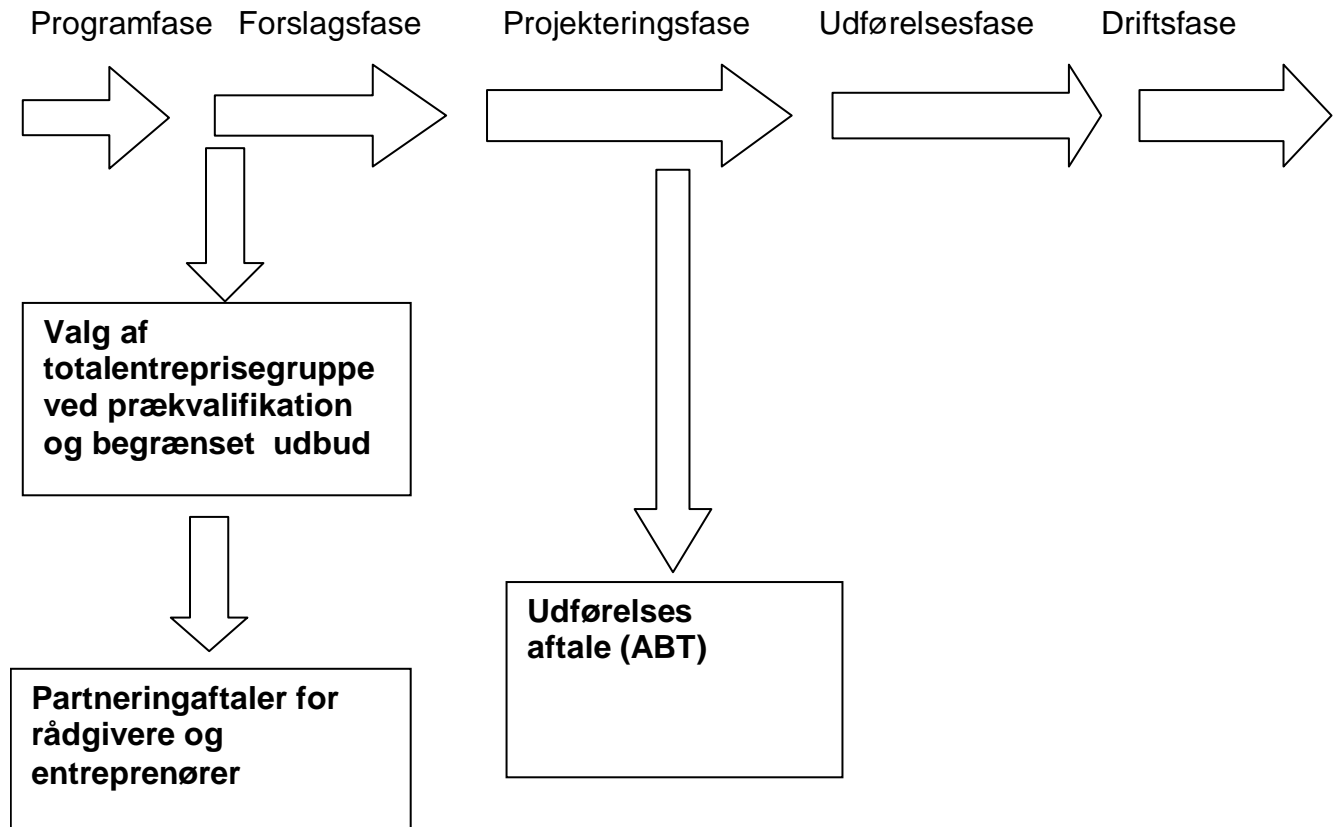 Programfase Forslagsfase Projekteringsfase Udførelsesfase Driftsfase
Valg af
totalentreprisegruppe
ved prækvalifikation
og begrænset udbud
Udførelses
aftale (ABT)
Partneringaftaler for
rådgivere og
entreprenører